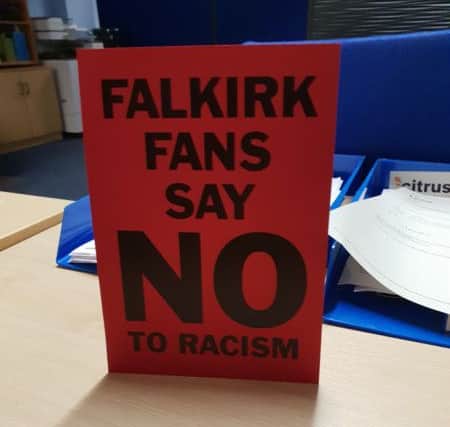 FALKIRK
FANS
SAY
NO
TO RACISM
citrus